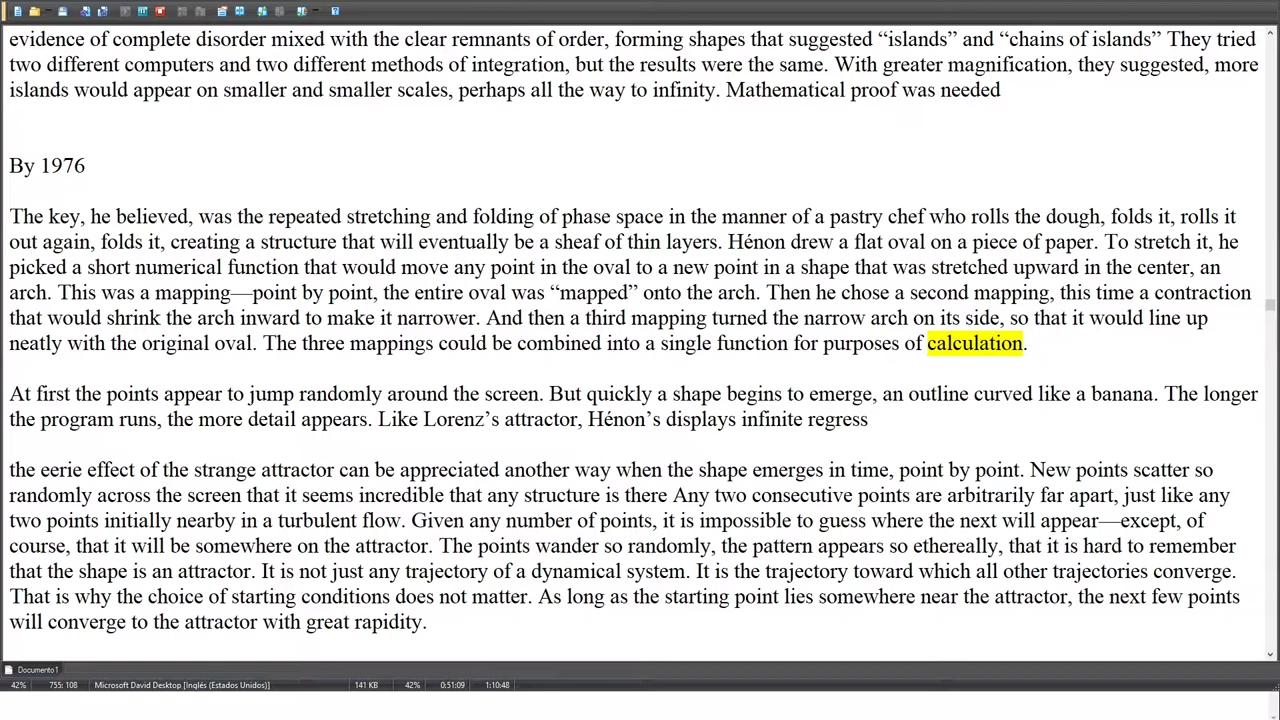 evidence of complete disorder mixed with the clear remnants of order, forming shapes that suggested “islands” and “chains of islands” They tried
two different computers and two different methods of integration, but the results were the same. With greater magnification, they suggested, more
islands would appear on smaller and smaller scales, perhaps all the way to infinity. Mathematical proof was needed
By 1976
The key, he believed, was the repeated stretching and folding of phase space in the manner of a pastry chef who rolls the dough, folds it, rolls it
out again, folds it, creating a structure that will eventually be a sheaf of thin layers. Hénon drew a flat oval on a piece of paper. To stretch it, he
picked a short numerical function that would move any point in the oval to a new point in a shape that was stretched upward in the center, an
arch. This was a mapping—point by point, the entire oval was “mapped” onto the arch. Then he chose a second mapping, this time a contraction
that would shrink the arch inward to make it narrower. And then a third mapping turned the narrow arch on its side, so that it would line up
neatly with the original oval. The three mappings could be combined into a single function for purposes of calculation.
At first the points appear to jump randomly around the screen. But quickly a shape begins to emerge, an outline curved like a banana. The longer
the program runs, the more detail appears. Like Lorenz’s attractor, Hénon’s displays infinite regress
the eerie effect of the strange attractor can be appreciated another way when the shape emerges in time, point by point. New points scatter so
randomly across the screen that it seems incredible that any structure is there Any two consecutive points are arbitrarily far apart, just like any
two points initially nearby in a turbulent flow. Given any number of points, it is impossible to guess where the next will appear—except, of
course, that it will be somewhere on the attractor. The points wander so randomly, the pattern appears so ethereally, that it is hard to remember
that the shape is an attractor. It is not just any trajectory of a dynamical system. It is the trajectory toward which all other trajectories converge.
That is why the choice of starting conditions does not matter. As long as the starting point lies somewhere near the attractor, the next few points
will converge to the attractor with great rapidity.
Documento1
42% 755: 108 Microsoft David Desktop [Inglés (Estados Unidos)] 141 KB 42% 0:51:09 1:10:48